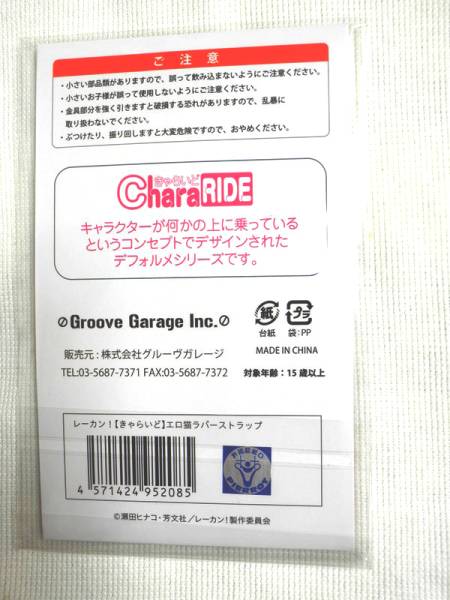 ご注意
・小さい部品類がありますので、誤って飲み込まないようにご注意ください。
・小さいお子様が誤って使用しないようにご注意ください。
・金具部分を強く引きますと破損する恐れがありますので、乱暴に
取り扱わないでください。
・ぶつけたり、振り回しますと大変危険ですので、おやめください。
きゃらいど
CharaRIDE
キャラクターが何かの上に乗っている
というコンセプトでデザインされた
デフォルメシリーズです。
Groove Garage Inc.
紙
台紙
プラ
袋:PP
販売元:株式会社グルーヴガレージ
MADE IN CHINA
TEL:03-5687-7371 FAX:03-5687-7372
対象年齢:15歳以上
レーカン!【きゃらいど】エロ猫ラバーストラップ
4 571424 952085
PIERROT
©瀬田ヒナコ・芳文社/レーカン!製作委員会